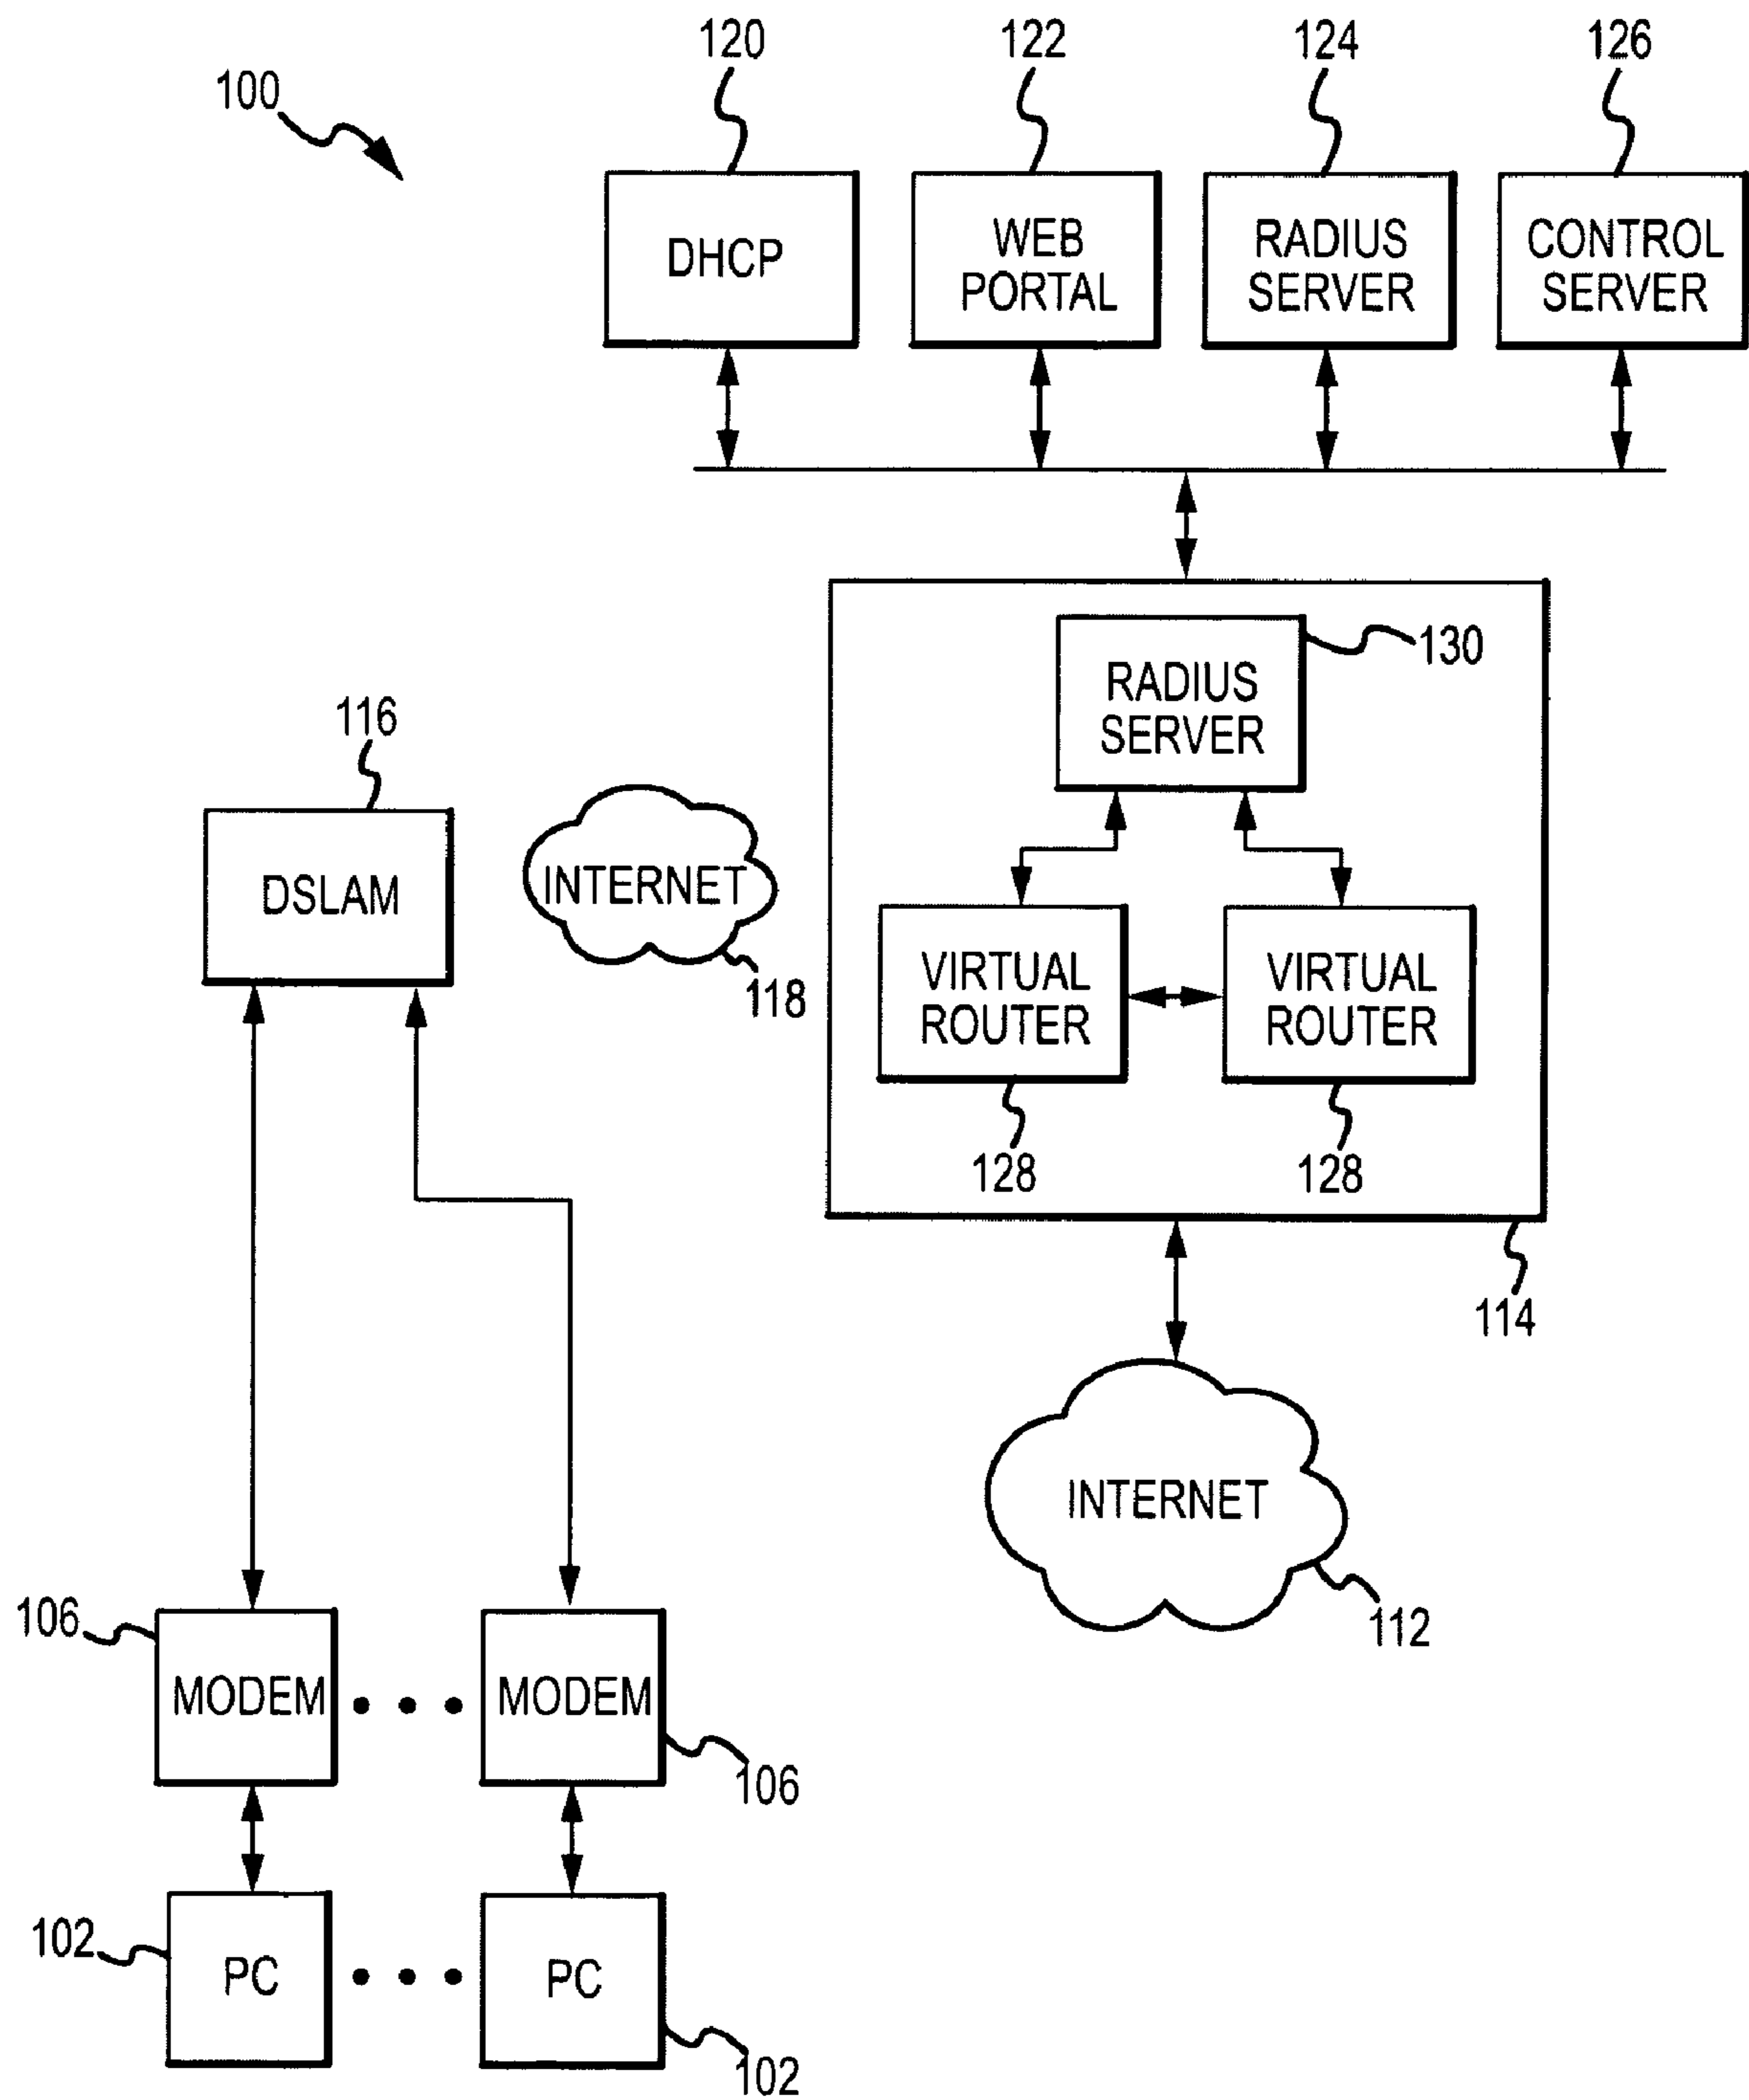 120
122
124
126
100
DHCP
WEB
PORTAL
RADIUS
SERVER
CONTROL
SERVER
130
RADIUS
SERVER
116
DSLAM
INTERNET
118
VIRTUAL
ROUTER
VIRTUAL
ROUTER
128
128
114
INTERNET
112
106
MODEM
MODEM
106
102
PC
PC
102